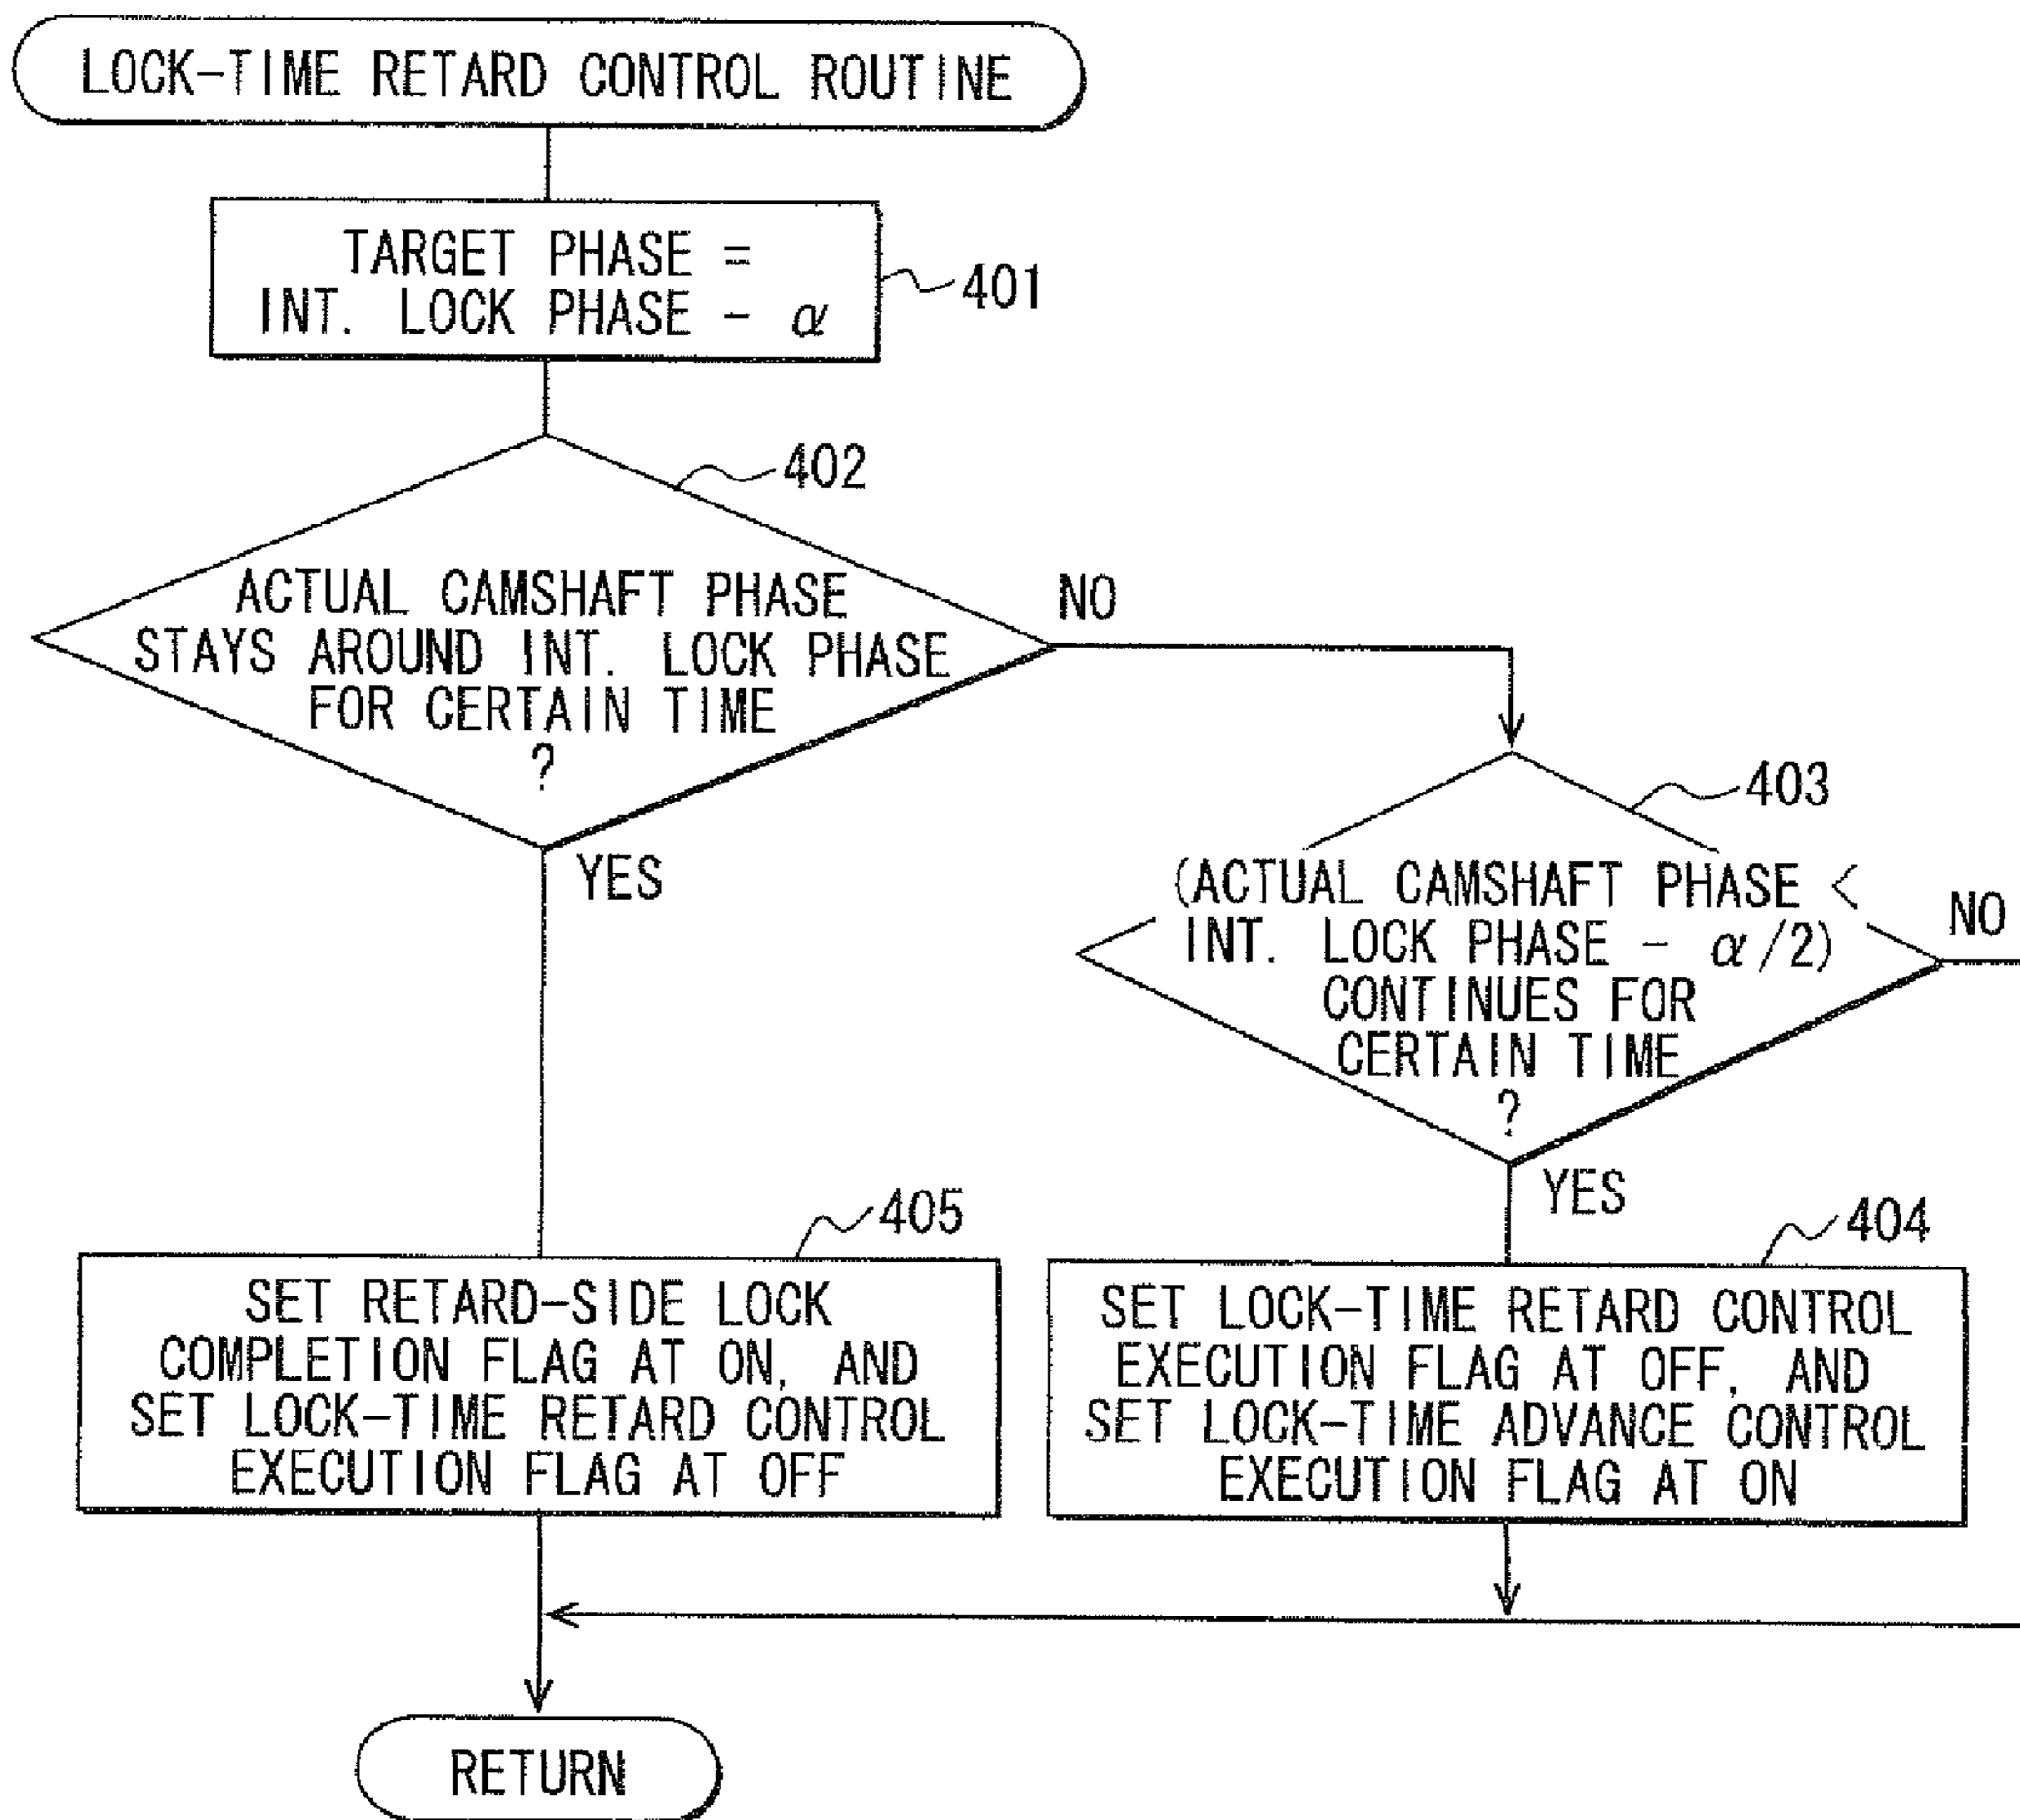 LOCK-TIME RETARD CONTROL ROUTINE
TARGET PHASE =
INT. LOCK PHASE - α
401
402
ACTUAL CAMSHAFT PHASE
STAYS AROUND INT. LOCK PHASE
FOR CERTAIN TIME
?
NO
YES
403
(ACTUAL CAMSHAFT PHASE <
INT. LOCK PHASE - α/2)
CONTINUES FOR
CERTAIN TIME
?
NO
YES
405
SET RETARD-SIDE LOCK
COMPLETION FLAG AT ON, AND
SET LOCK-TIME RETARD CONTROL
EXECUTION FLAG AT OFF
404
SET LOCK-TIME RETARD CONTROL
EXECUTION FLAG AT OFF, AND
SET LOCK-TIME ADVANCE CONTROL
EXECUTION FLAG AT ON
RETURN